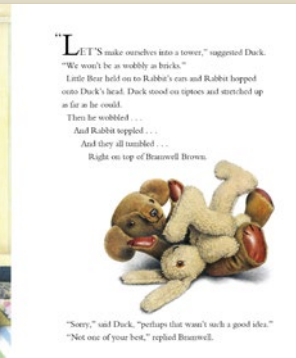 "LET'S make ourselves into a tower," suggested Duck.
"We won't be as wobbly as bricks."
Little Bear held on to Rabbit's ears and Rabbit hopped
onto Duck's head. Duck stood on tiptoes and stretched up
as far as he could.
Then he wobbled . . .
And Rabbit toppled . . .
And they all tumbled . . .
Right on top of Bramwell Brown.
"Sorry," said Duck, "perhaps that wasn't such a good idea."
"Not one of your best," replied Bramwell.